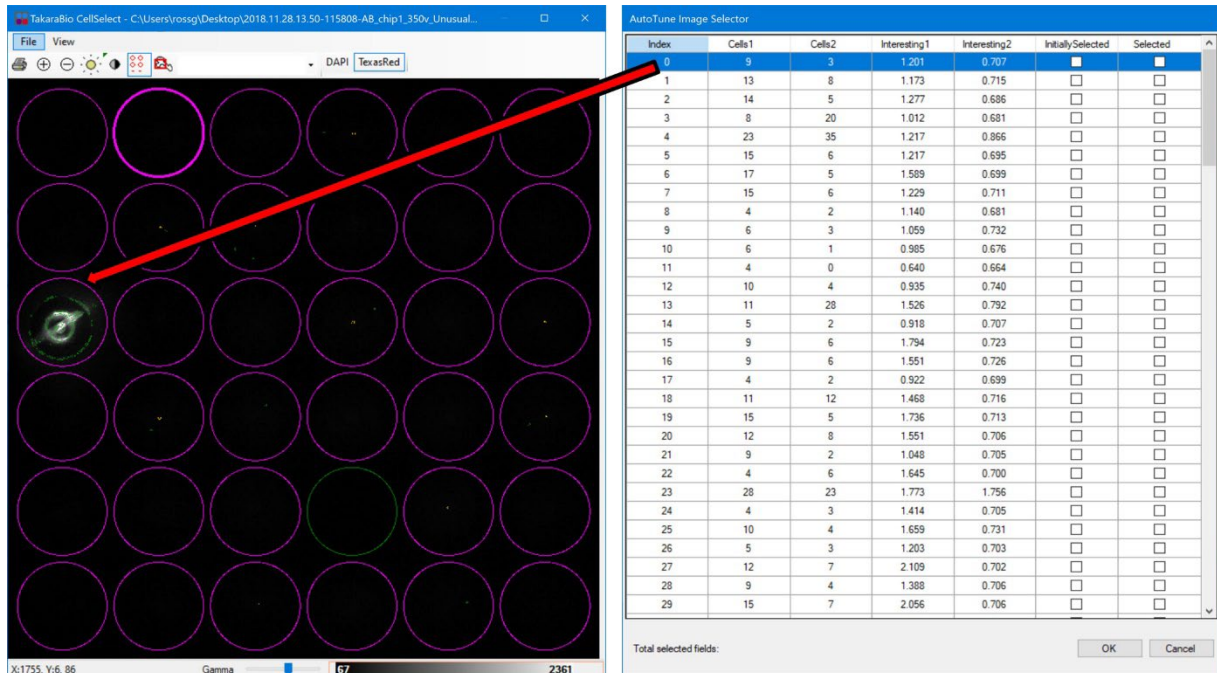 TakaraBio CellSelect - C:\Users\rossg\Desktop\2018.11.28.13.50-115808-AB_chip1_350v_Unusual...
File View
DAPI TexasRed
X:1755, Y:6, 86 Gamma 67 2361
AutoTune Image Selector
Index Cells1 Cells2 Interesting1 Interesting2 InitiallySelected Selected
0 9 3 1.201 0.707
1 13 8 1.173 0.715
2 14 5 1.277 0.686
3 8 20 1.012 0.681
4 23 35 1.217 0.866
5 15 6 1.217 0.695
6 17 5 1.589 0.699
7 15 6 1.229 0.711
8 4 2 1.140 0.681
9 6 3 1.059 0.732
10 6 1 0.985 0.676
11 4 0 0.640 0.664
12 10 4 0.935 0.740
13 11 28 1.526 0.792
14 5 2 0.918 0.707
15 9 6 1.794 0.723
16 9 6 1.551 0.726
17 4 2 0.922 0.699
18 11 12 1.468 0.716
19 15 5 1.736 0.713
20 12 8 1.551 0.706
21 9 2 1.048 0.705
22 4 6 1.645 0.700
23 28 23 1.773 1.756
24 4 3 1.414 0.705
25 10 4 1.659 0.731
26 5 3 1.203 0.703
27 12 7 2.109 0.702
28 9 4 1.388 0.706
29 15 7 2.056 0.706
Total selected fields:
OK Cancel